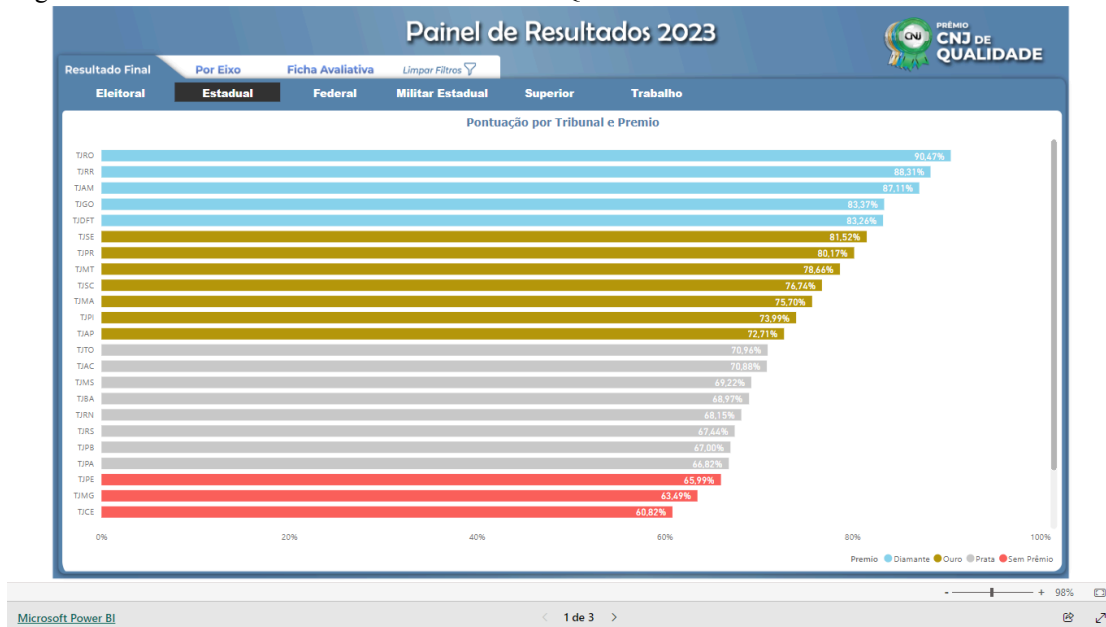 Painel de Resultados 2023
CNJ
PRÊMIO
CNJ DE
QUALIDADE
Resultado Final Por Eixo Ficha Avaliativa Limpar Filtros
Eleitoral Estadual Federal Militar Estadual Superior Trabalho
Pontuação por Tribunal e Premio
TJRO 90,47%
TJRR 88,31%
TJAM 87,11%
TJGO 83,37%
TJDFT 83,26%
TJSE 81,52%
TJPR 80,17%
TJMT 78,66%
TJSC 76,74%
TJMA 75,70%
TJPI 73,99%
TJAP 72,71%
TJTO 70,96%
TJAC 70,88%
TJMS 69,22%
TJBA 68,97%
TJRN 68,15%
TJRS 67,44%
TJPB 67,00%
TJPA 66,82%
TJPE 65,99%
TJMG 63,49%
TJCE 60,82%
0% 20% 40% 60% 80% 100%
Premio Diamante Ouro Prata Sem Prêmio
- + 98%
Microsoft Power BI < 1 de 3 >